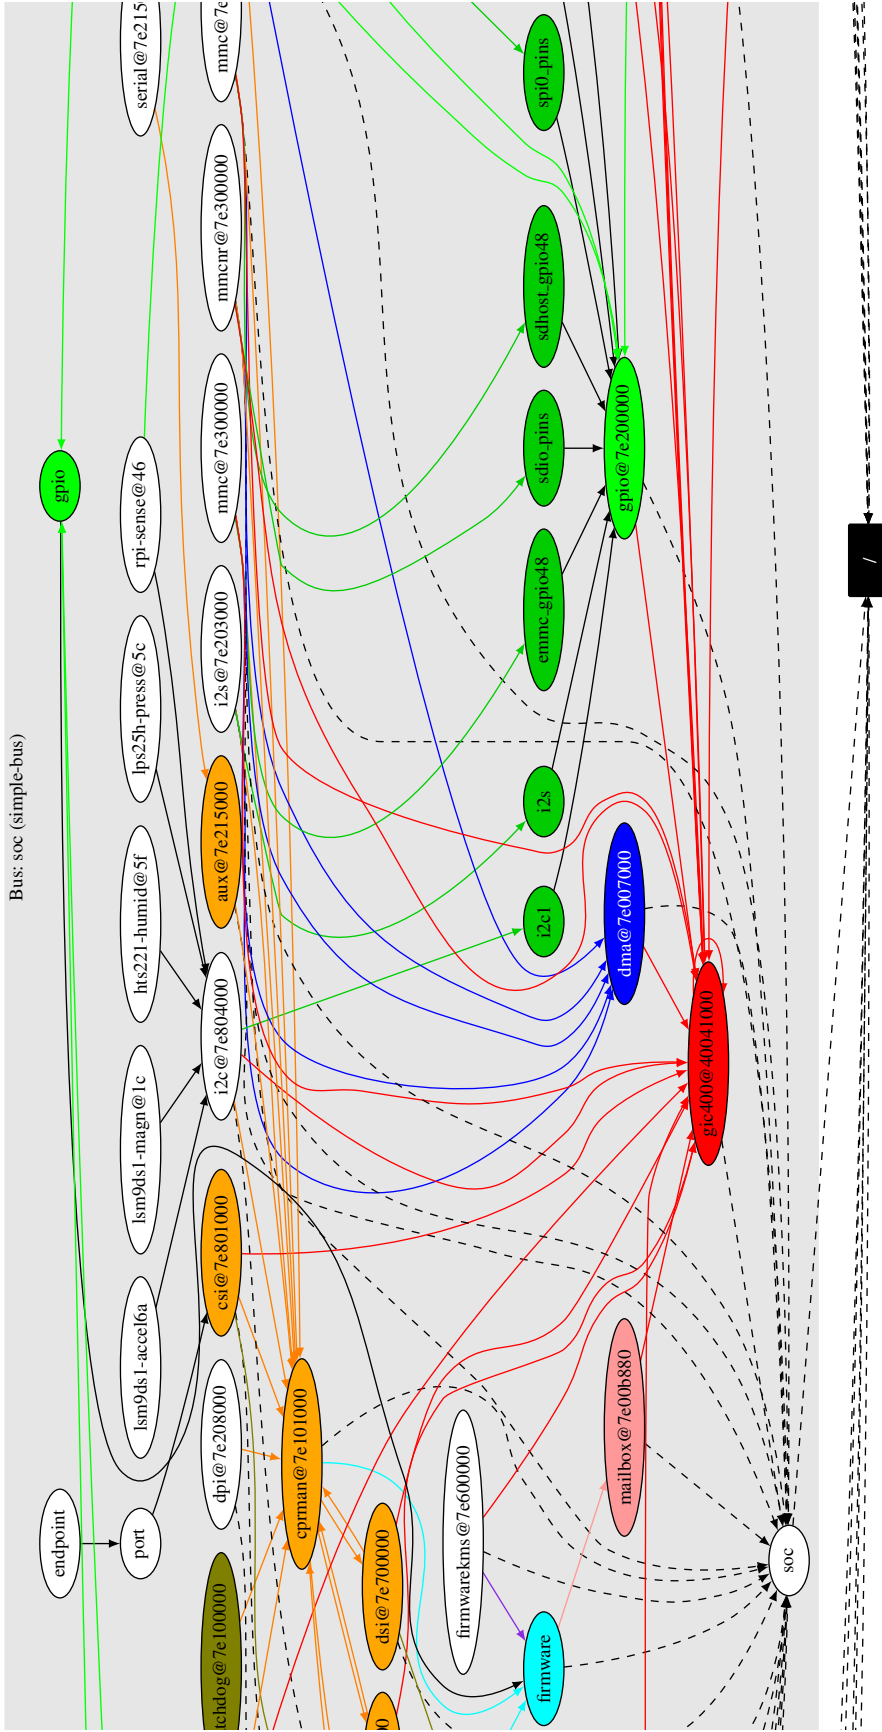 Bus: soc (simple-bus)
endpoint
gpio
port
lsm9ds1-accel6a
lsm9ds1-magn@1c
hts221-humid@5f
lps25h-press@5c
rpi-sense@46
serial@7e215
tchdog@7e100000
dpi@7e208000
csi@7e801000
i2c@7e804000
aux@7e215000
i2s@7e203000
mmc@7e300000
mmcnr@7e300000
mmc@7e
cprman@7e101000
00
dsi@7e700000
firmwarekms@7e600000
firmware
i2c1
i2s
emmc_gpio48
sdio_pins
sdhost_gpio48
spi0_pins
mailbox@7e00b880
dma@7e007000
gpio@7e200000
gic400@40041000
soc
/